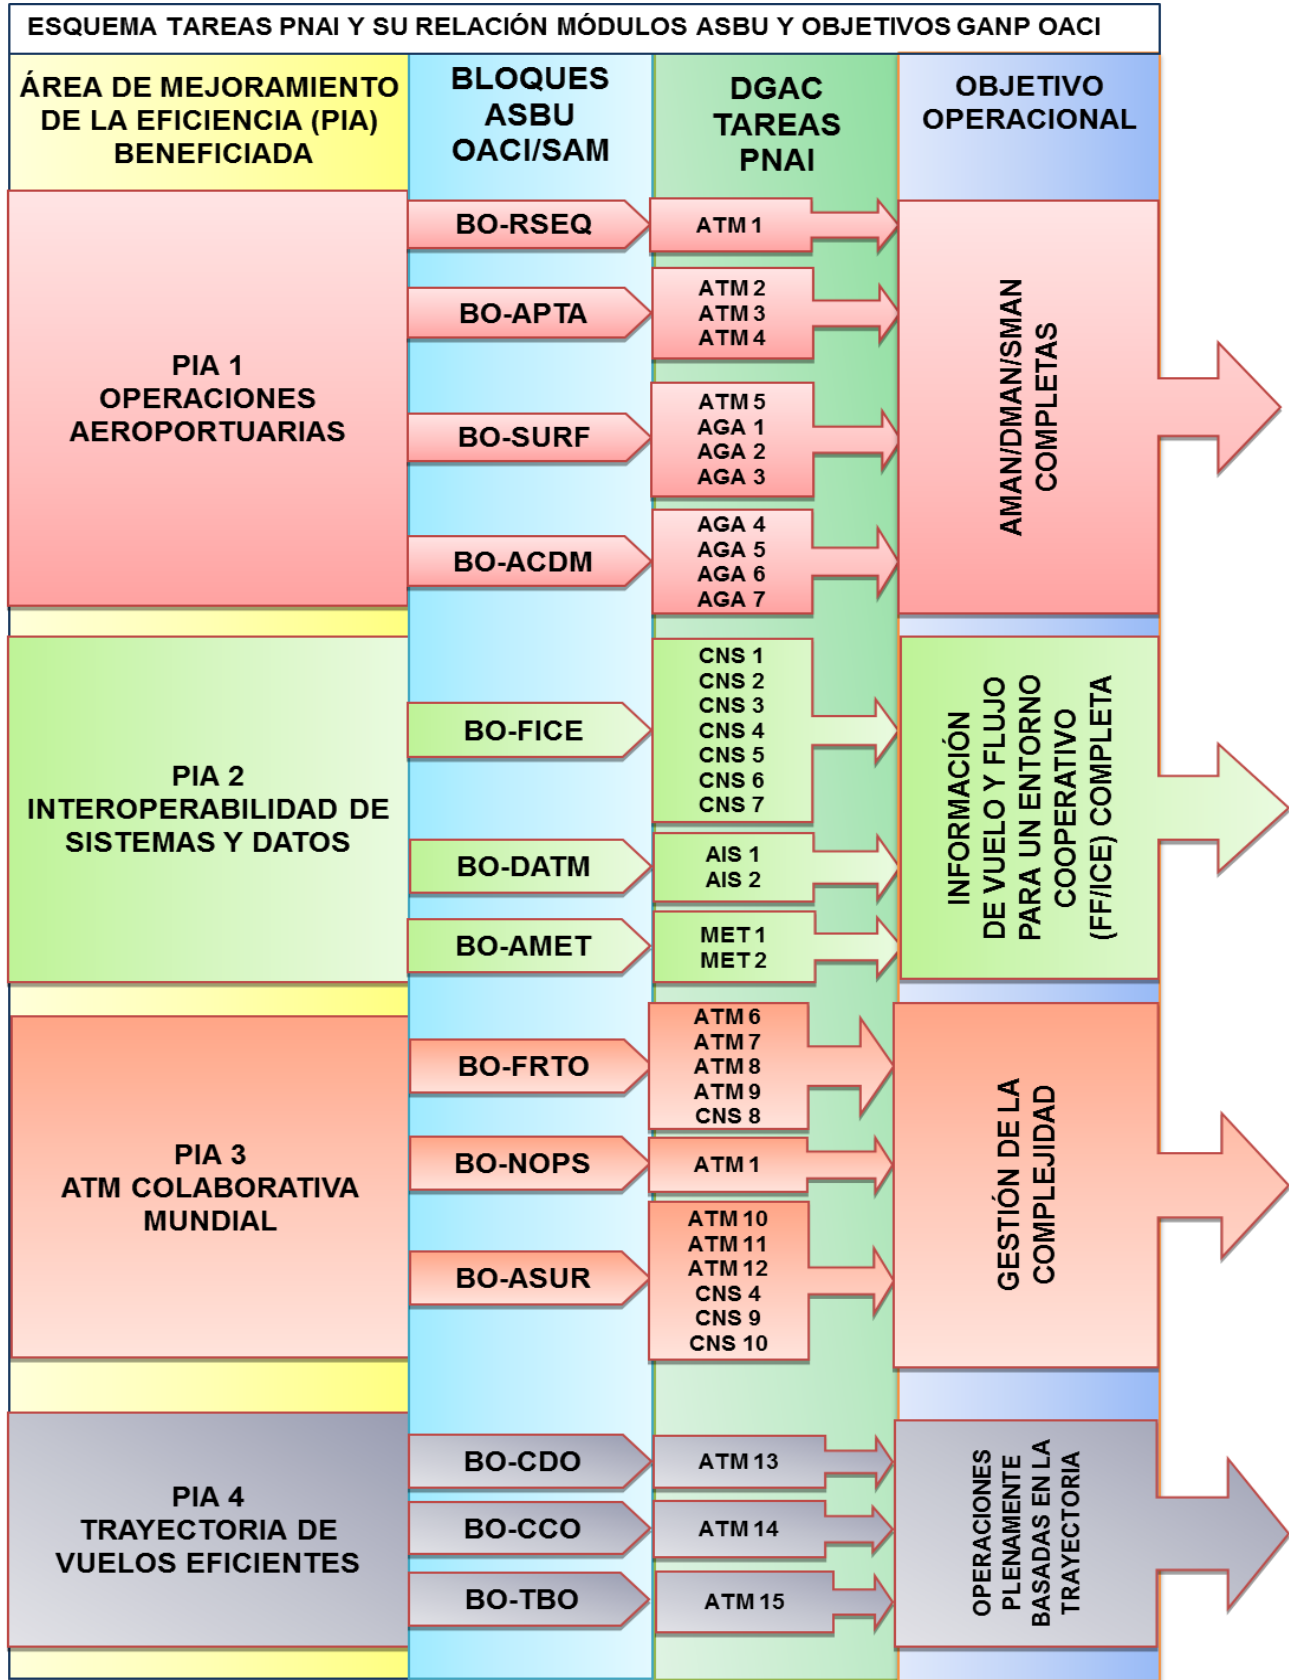 ESQUEMA TAREAS PNAI Y SU RELACIÓN MÓDULOS ASBU Y OBJETIVOS GANP OACI
ÁREA DE MEJORAMIENTO
DE LA EFICIENCIA (PIA)
BENEFICIADA
BLOQUES
ASBU
OACI/SAM
DGAC
TAREAS
PNAI
OBJETIVO
OPERACIONAL
PIA 1
OPERACIONES
AEROPORTUARIAS
BO-RSEQ
ATM 1
BO-APTA
ATM 2
ATM 3
ATM 4
BO-SURF
ATM 5
AGA 1
AGA 2
AGA 3
BO-ACDM
AGA 4
AGA 5
AGA 6
AGA 7
AMAN/DMAN/SMAN
COMPLETAS
PIA 2
INTEROPERABILIDAD DE
SISTEMAS Y DATOS
BO-FICE
CNS 1
CNS 2
CNS 3
CNS 4
CNS 5
CNS 6
CNS 7
BO-DATM
AIS 1
AIS 2
BO-AMET
MET 1
MET 2
INFORMACIÓN
DE VUELO Y FLUJO
PARA UN ENTORNO
COOPERATIVO
(FF/ICE) COMPLETA
PIA 3
ATM COLABORATIVA
MUNDIAL
BO-FRTO
ATM 6
ATM 7
ATM 8
ATM 9
CNS 8
BO-NOPS
ATM 1
BO-ASUR
ATM 10
ATM 11
ATM 12
CNS 4
CNS 9
CNS 10
GESTIÓN DE LA
COMPLEJIDAD
PIA 4
TRAYECTORIA DE
VUELOS EFICIENTES
BO-CDO
ATM 13
BO-CCO
ATM 14
BO-TBO
ATM 15
OPERACIONES
PLENAMENTE
BASADAS EN LA
TRAYECTORIA